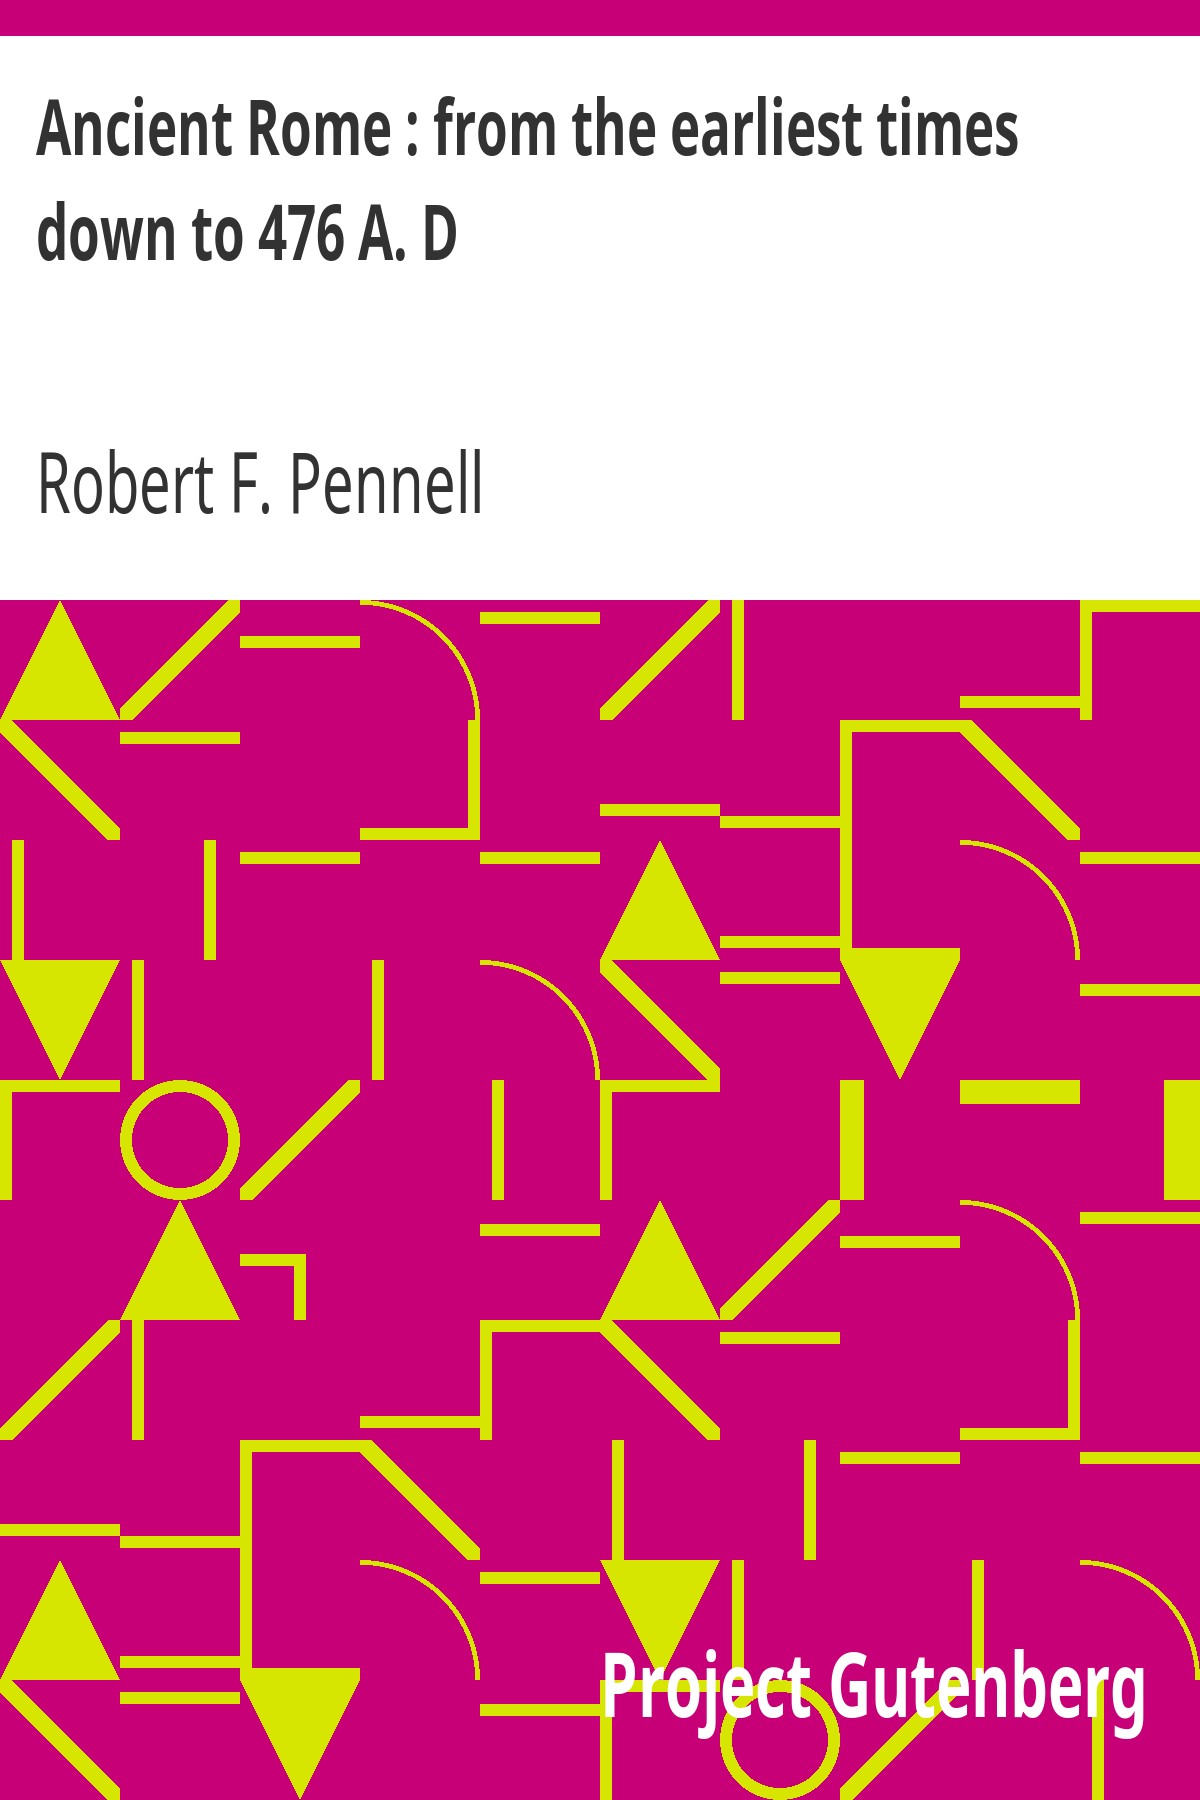 Ancient Rome : from the earliest times
down to 476 A. D
Robert F. Pennell
Project Gutenberg